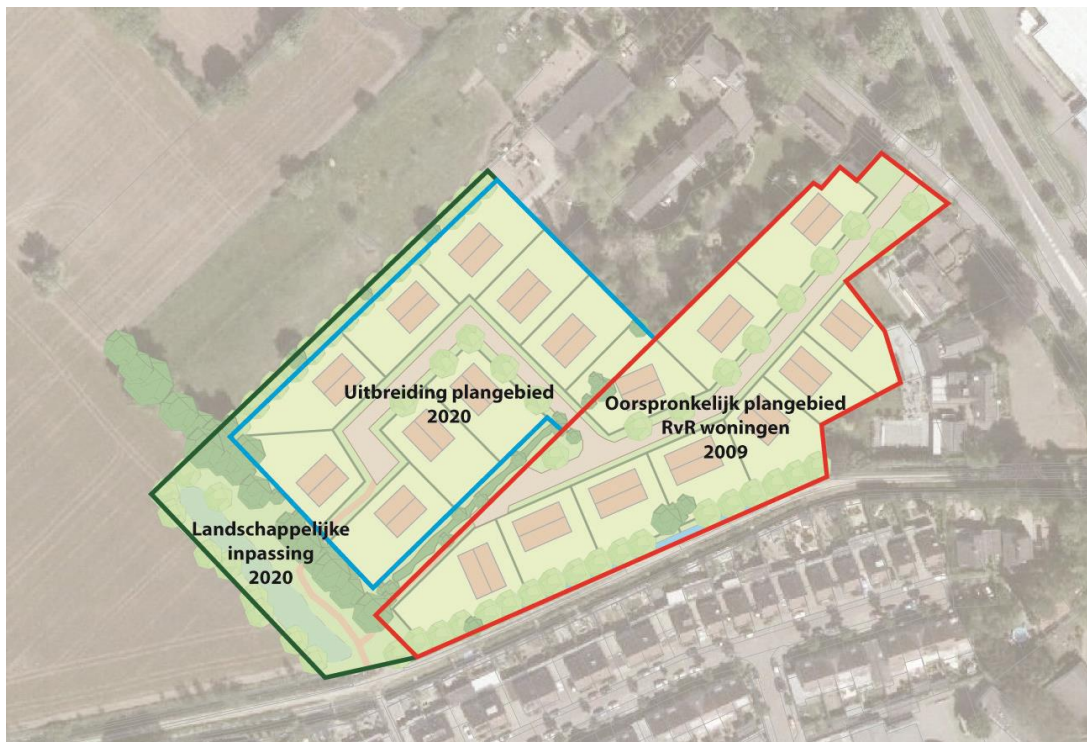 Uitbreiding plangebied
2020
Oorspronkelijk plangebied
RvR woningen
2009
Landschappelijke
inpassing
2020